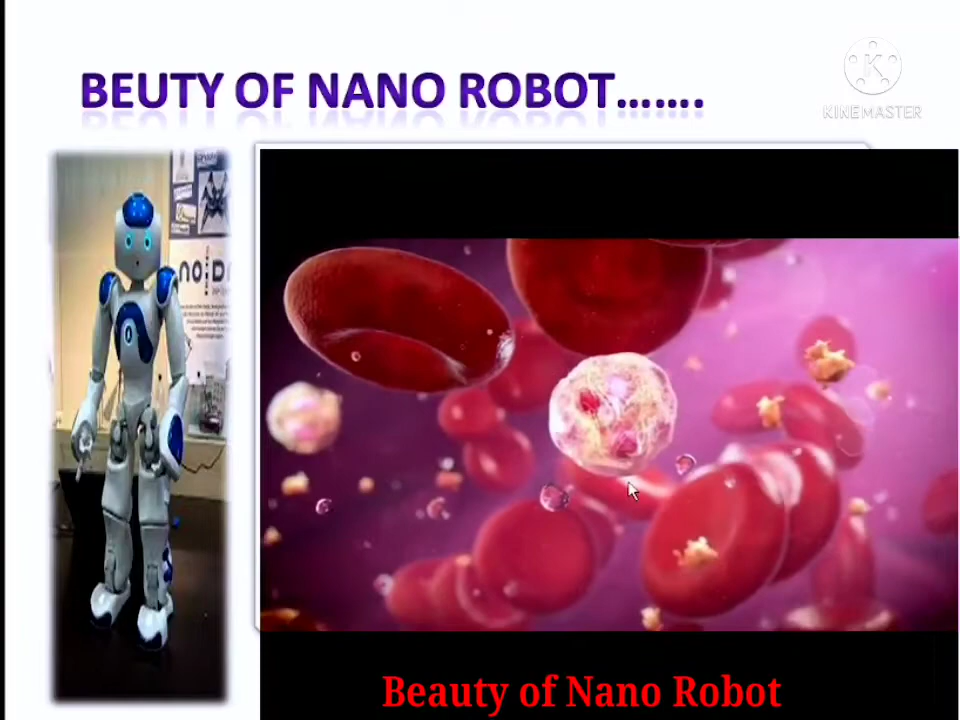 BEUTY OF NANO ROBOT.......
KINEMASTER
Beauty of Nano Robot